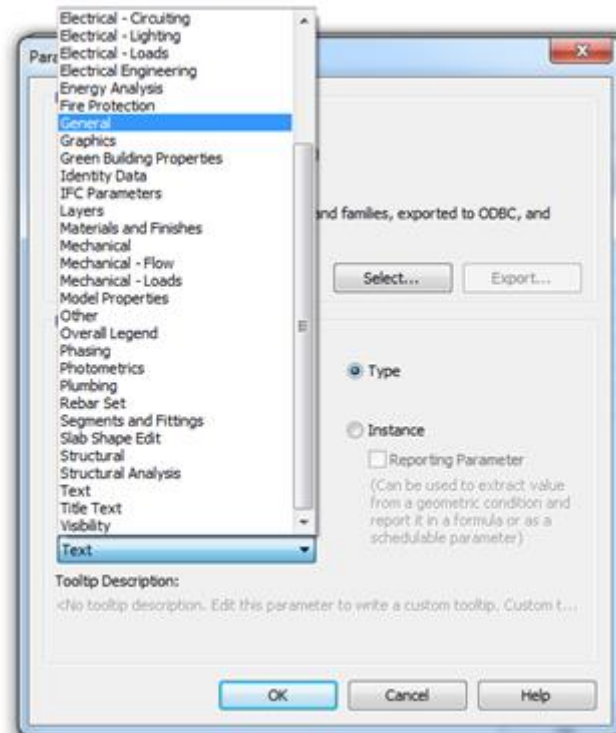 Electrical - Circuiting
Electrical - Lighting
Electrical - Loads
Electrical Engineering
Energy Analysis
Fire Protection
General
Graphics
Green Building Properties
Identity Data
IFC Parameters
Layers
Materials and Finishes
Mechanical
Mechanical - Flow
Mechanical - Loads
Model Properties
Other
Overall Legend
Phasing
Photometrics
Plumbing
Rebar Set
Segments and Fittings
Slab Shape Edit
Structural
Structural Analysis
Text
Title Text
Visibility
Text
and families, exported to ODBC, and
Select...
Export...
Type
Instance
Reporting Parameter
(Can be used to extract value
from a geometric condition and
report it in a formula or as a
schedulable parameter)
Tooltip Description:
<No tooltip description. Edit this parameter to write a custom tooltip. Custom t...
OK
Cancel
Help